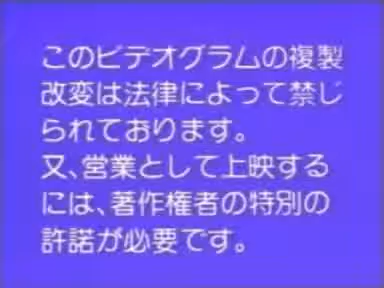 このビデオグラムの複製
改変は法律によって禁じ
られております。
又、営業として上映する
には、著作権者の特別の
許諾が必要です。